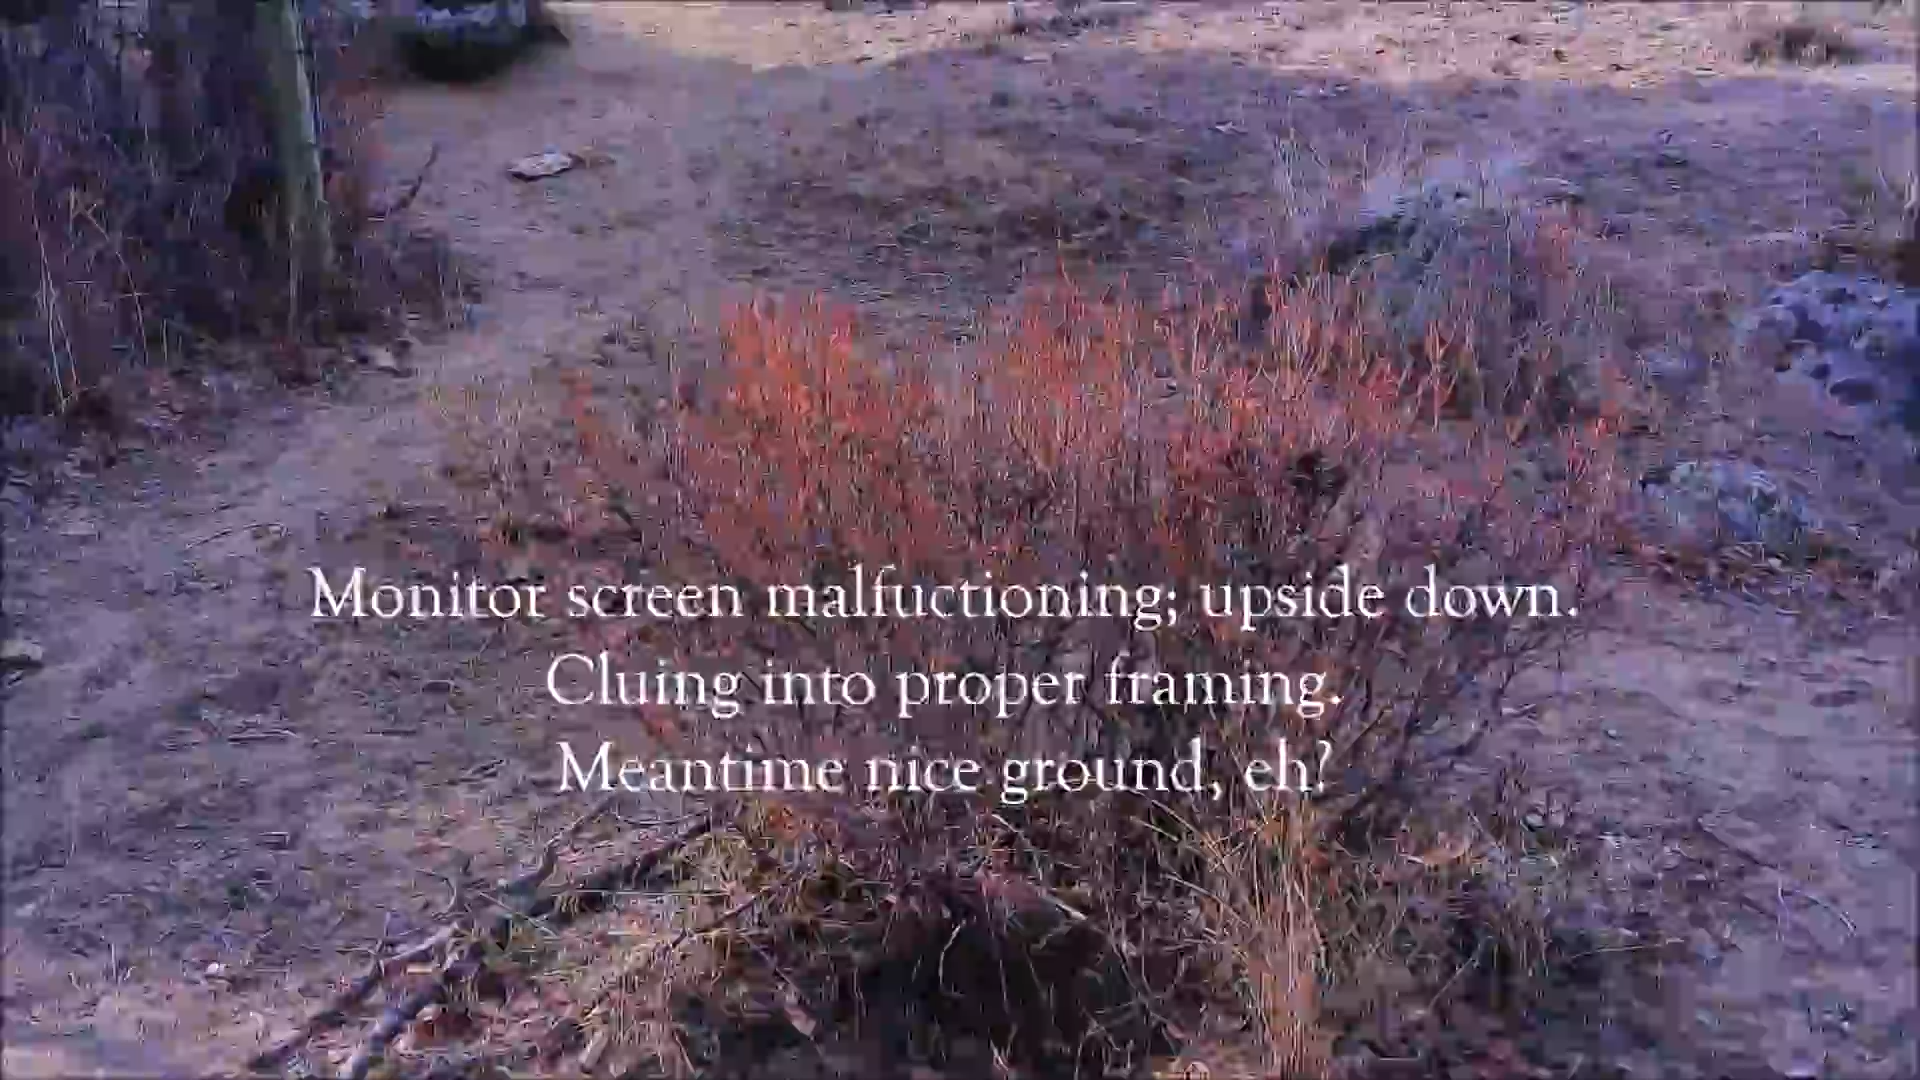 Monitor screen malfuctioning; upside down.
Cluing into proper framing.
Meantime nice ground, eh?